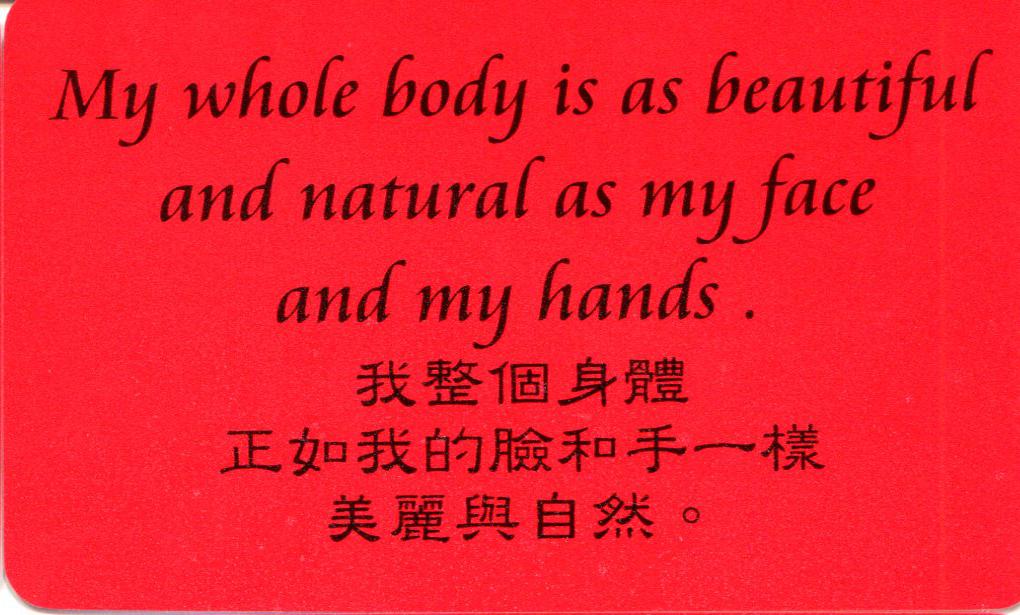 My whole body is as beautiful
and natural as my face
and my hands .
我整個身體
正如我的臉和手一樣
美麗與自然。